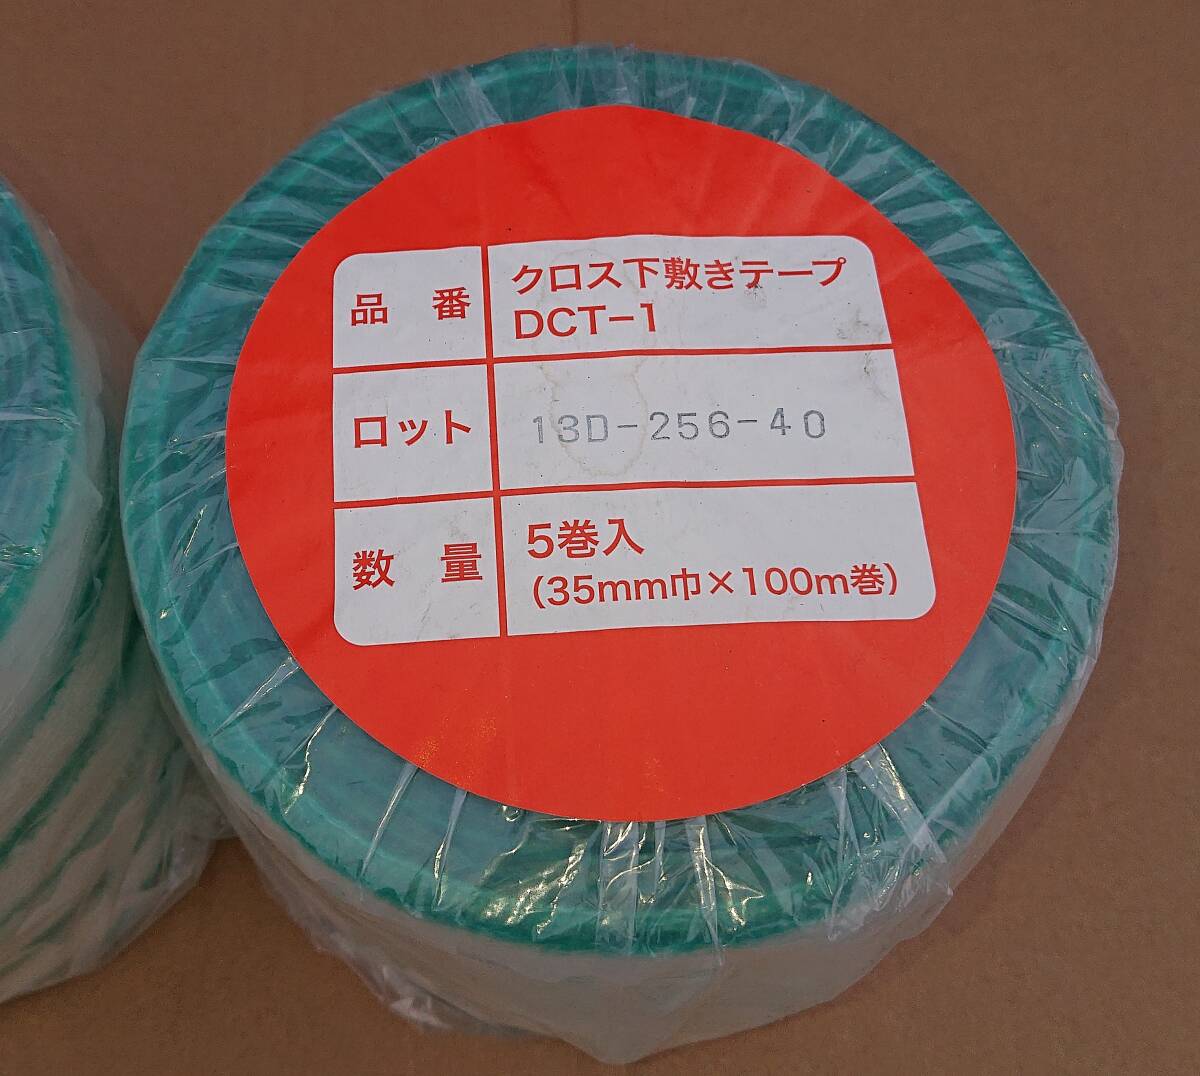 品番
クロス下敷きテープ
DCT-1
ロット
13D-256-40
数量
5巻入
(35mm巾×100m巻)